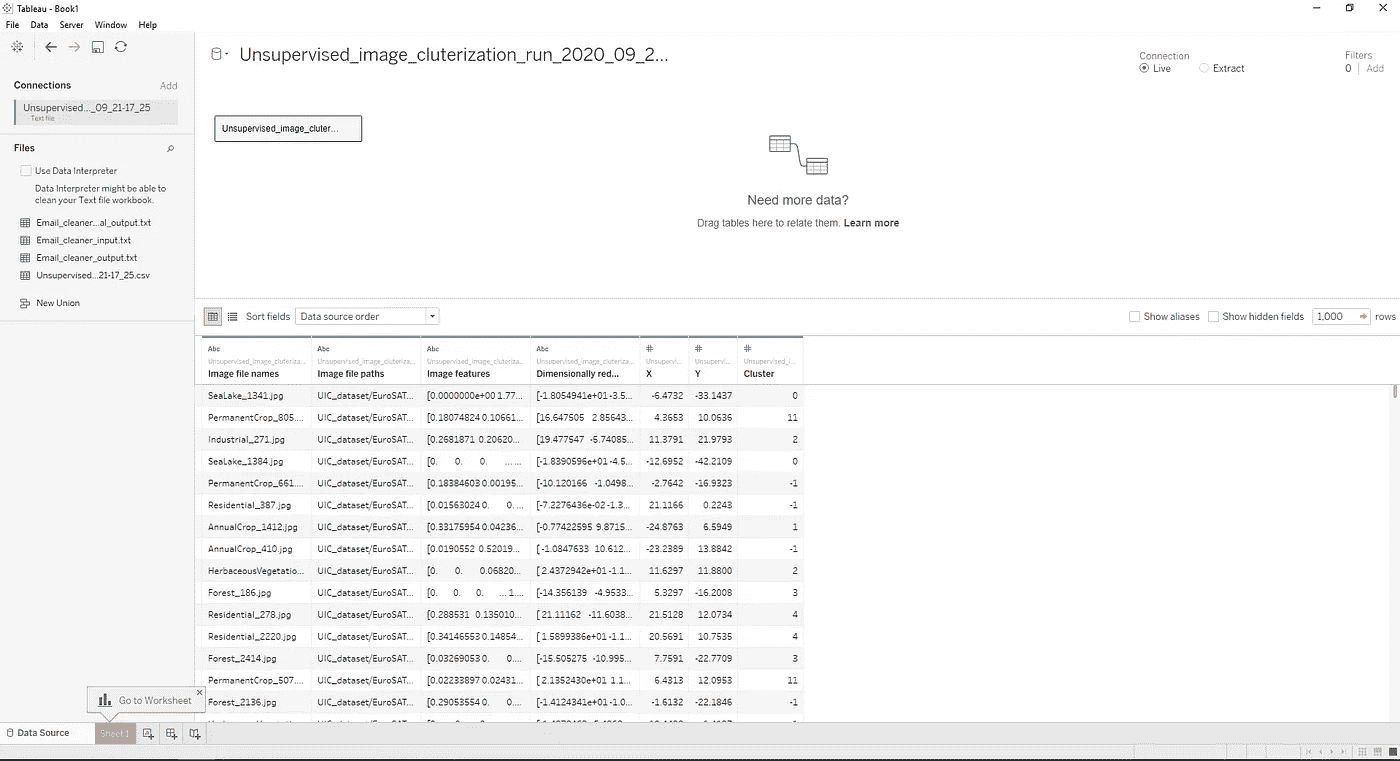 Tableau - Book1
File Data Server Window Help
Connections Add
Unsupervised..._09_21-17_25
Text file
Files
Use Data Interpreter
Data Interpreter might be able to
clean your Text file workbook.
Email_cleaner...al_output.txt
Email_cleaner_input.txt
Email_cleaner_output.txt
Unsupervised...21-17_25.csv
New Union
Unsupervised_image_cluterization_run_2020_09_2...
Connection
Live Extract
Filters
0 Add
Unsupervised_image_cluter...
Need more data?
Drag tables here to relate them. Learn more
Sort fields Data source order
Show aliases Show hidden fields 1,000 rows
Abc Abc Abc Abc # # #
Unsupervised_image_cluteriza... Unsupervised_image_cluteriza... Unsupervised_image_cluteriza... Unsupervised_image_cluteriza... Unsupervi... Unsupervi... Unsupervised_i...
Image file names Image file paths Image features Dimensionally red... X Y Cluster
SeaLake_1341.jpg UIC_dataset/EuroSAT... [0.0000000e+00 1.77... [-1.8054941e+01 -3.5... -6.4732 -33.1437 0
PermanentCrop_805.... UIC_dataset/EuroSAT... [0.18074824 0.10661... [16.647505 2.85643... 4.3653 10.0636 11
Industrial_271.jpg UIC_dataset/EuroSAT... [0.2681871 0.20620... [19.477547 -5.74085... 11.3791 21.9793 2
SeaLake_1384.jpg UIC_dataset/EuroSAT... [0. 0. 0. ... ... [-1.8390596e+01 -4.5... -12.6952 -42.2109 0
PermanentCrop_661.... UIC_dataset/EuroSAT... [0.18384603 0.00195... [-10.120166 -1.0498... -2.7642 -16.9323 -1
Residential_387.jpg UIC_dataset/EuroSAT... [0.01563024 0. 0. ... [-7.2276436e-02 -1.3... 21.1166 0.2243 -1
AnnualCrop_1412.jpg UIC_dataset/EuroSAT... [0.33175954 0.04236... [-0.77422595 9.8715... -24.8763 6.5949 1
AnnualCrop_410.jpg UIC_dataset/EuroSAT... [0.0190552 0.52019... [-1.0847633 10.612... -23.2389 13.8842 -1
HerbaceousVegetatio... UIC_dataset/EuroSAT... [0. 0. 0.06820... [ 2.4372942e+01 -1.1... 11.6297 11.8800 2
Forest_186.jpg UIC_dataset/EuroSAT... [0. 0. 0. ... 1.... [-14.356139 -4.9533... 5.3297 -16.2008 3
Residential_278.jpg UIC_dataset/EuroSAT... [0.288531 0.135010... [ 21.11162 -11.6038... 21.5128 12.0734 4
Residential_2220.jpg UIC_dataset/EuroSAT... [0.34146553 0.14854... [ 1.5899386e+01 -1.1... 20.5691 10.7535 4
Forest_2414.jpg UIC_dataset/EuroSAT... [0.03269053 0. 0.... [-15.505275 -10.995... 7.7591 -22.7709 3
PermanentCrop_507.... UIC_dataset/EuroSAT... [0.02233897 0.02431... [ 2.1352430e+01 1.1... 6.4313 12.0953 11
Forest_2136.jpg UIC_dataset/EuroSAT... [0.29053554 0. 0.... [-1.4124341e+01 -1.0... -1.6132 -22.1846 -1
Go to Worksheet
Data Source Sheet 1